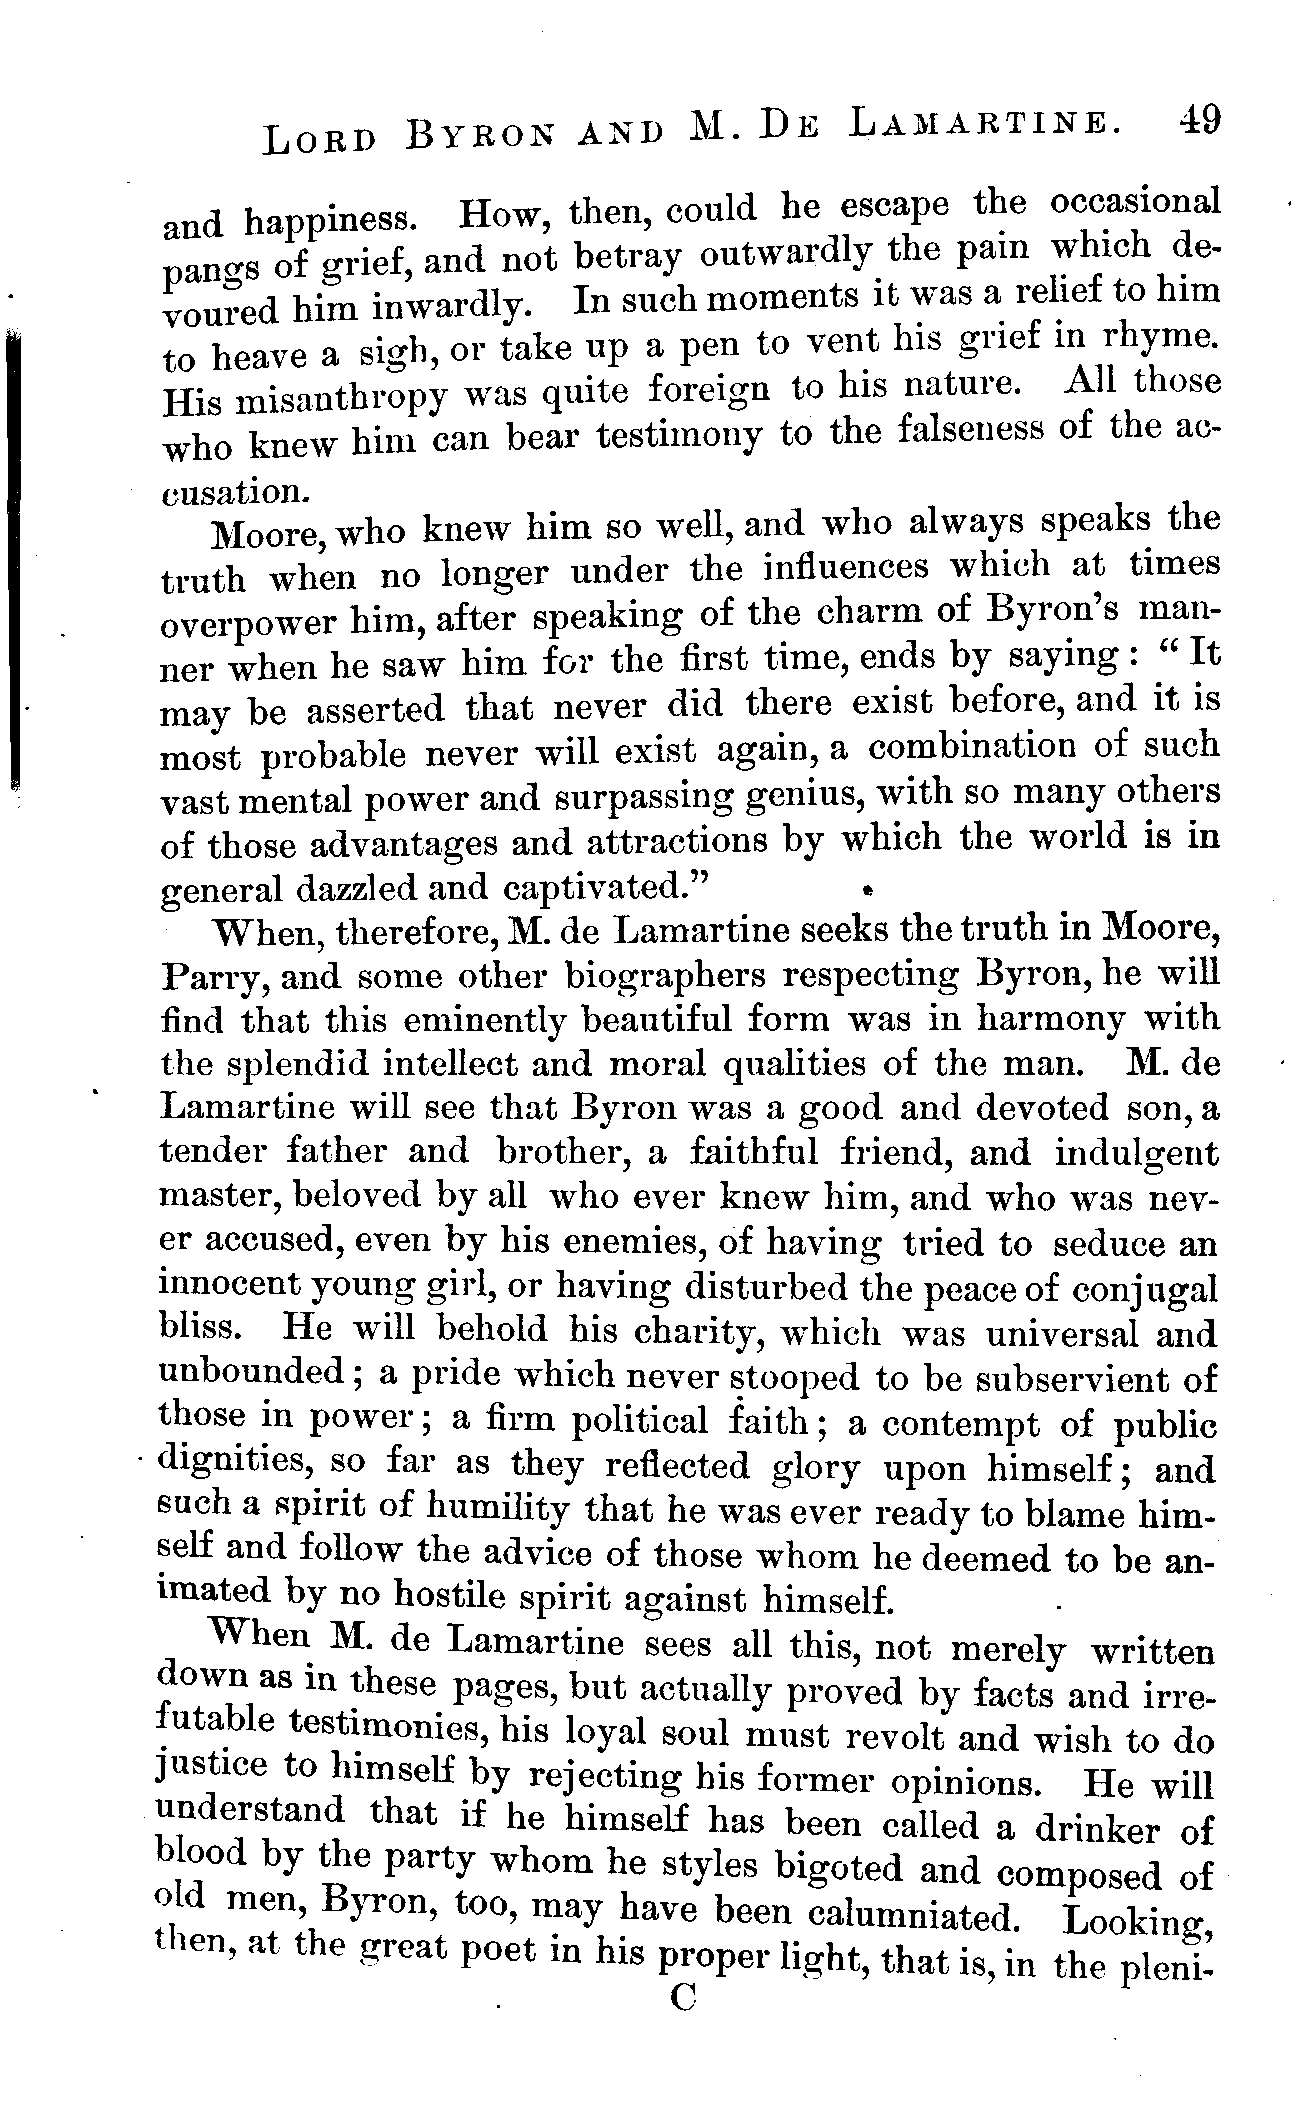 LORD BYRON AND M. DE LAMARTINE. 49
and happiness. How, then, could he escape the occasional
pangs of grief, and not betray outwardly the pain which de-
voured him inwardly. In such moments it was a relief to him
to heave a sigh, or take up a pen to vent his grief in rhyme.
His misanthropy was quite foreign to his nature. All those
who knew him can bear testimony to the falseness of the ac-
cusation.
Moore, who knew him so well, and who always speaks the
truth when no longer under the influences which at times
overpower him, after speaking of the charm of Byron's man-
ner when he saw him for the first time, ends by saying: “It
may be asserted that never did there exist before, and it is
most probable never will exist again, a combination of such
vast mental power and surpassing genius, with so many others
of those advantages and attractions by which the world is in
general dazzled and captivated.”
When, therefore, M. de Lamartine seeks the truth in Moore,
Parry, and some other biographers respecting Byron, he will
find that this eminently beautiful form was in harmony with
the splendid intellect and moral qualities of the man. M. de
Lamartine will see that Byron was a good and devoted son, a
tender father and brother, a faithful friend, and indulgent
master, beloved by all who ever knew him, and who was nev-
er accused, even by his enemies, of having tried to seduce an
innocent young girl, or having disturbed the peace of conjugal
bliss. He will behold his charity, which was universal and
unbounded; a pride which never stooped to be subservient of
those in power; a firm political faith; a contempt of public
dignities, so far as they reflected glory upon himself; and
such a spirit of humility that he was ever ready to blame him-
self and follow the advice of those whom he deemed to be an-
imated by no hostile spirit against himself.
When M. de Lamartine sees all this, not merely written
down as in these pages, but actually proved by facts and irre-
futable testimonies, his loyal soul must revolt and wish to do
justice to himself by rejecting his former opinions. He will
understand that if he himself has been called a drinker of
blood by the party whom he styles bigoted and composed of
old men, Byron, too, may have been calumniated. Looking,
then, at the great poet in his proper light, that is, in the pleni-
C